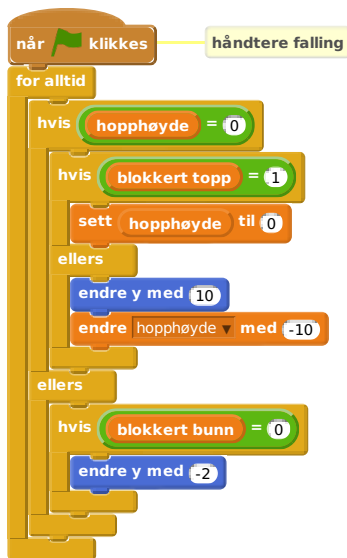 når klikkes håndtere falling
for alltid
hvis hopphøyde = 0
hvis blokkert topp = 1
sett hopphøyde til 0
ellers
endre y med 10
endre hopphøyde med -10
ellers
hvis blokkert bunn = 0
endre y med -2